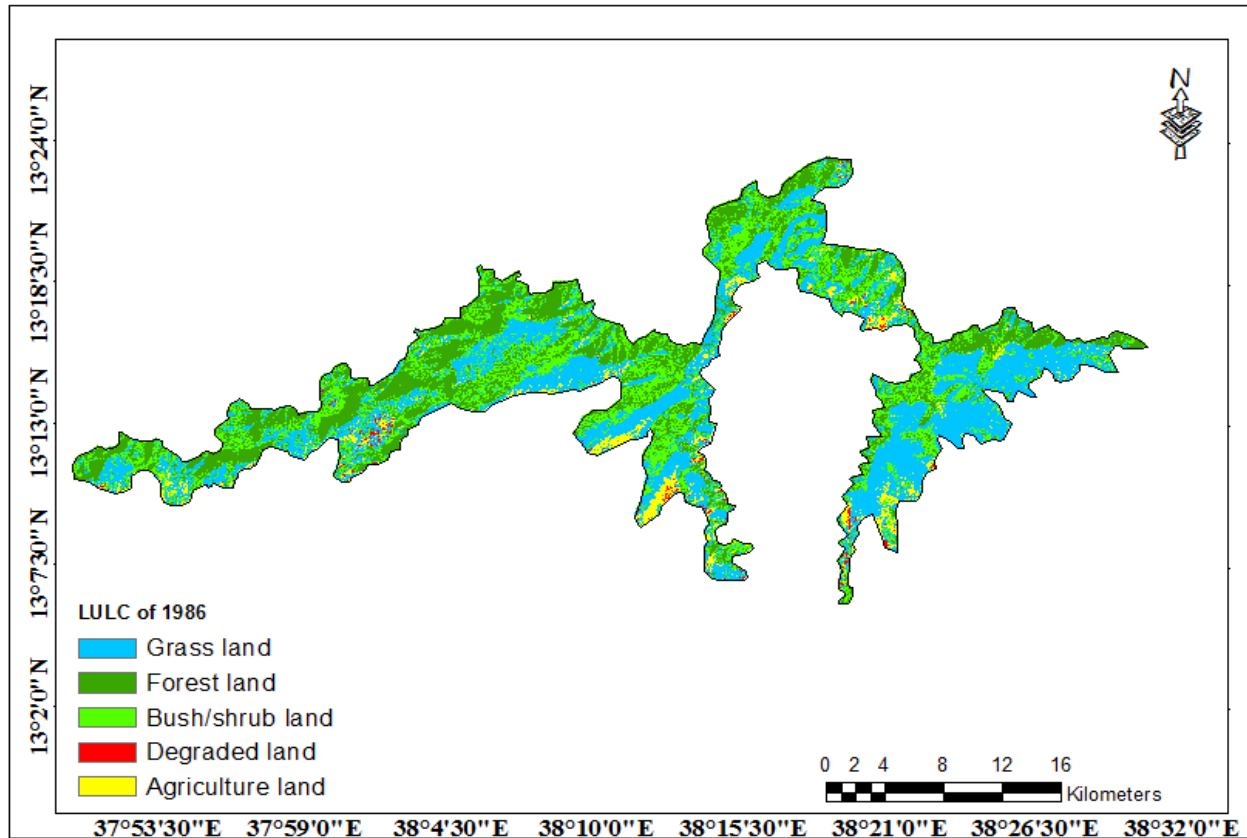 N
13°24'0"N
13°18'30"N
13°13'0"N
13°7'30"N
13°2'0"N
LULC of 1986
Grass land
Forest land
Bush/shrub land
Degraded land
Agriculture land
0 2 4 8 12 16
Kilometers
37°53'30"E 37°59'0"E 38°4'30"E 38°10'0"E 38°15'30"E 38°21'0"E 38°26'30"E 38°32'0"E